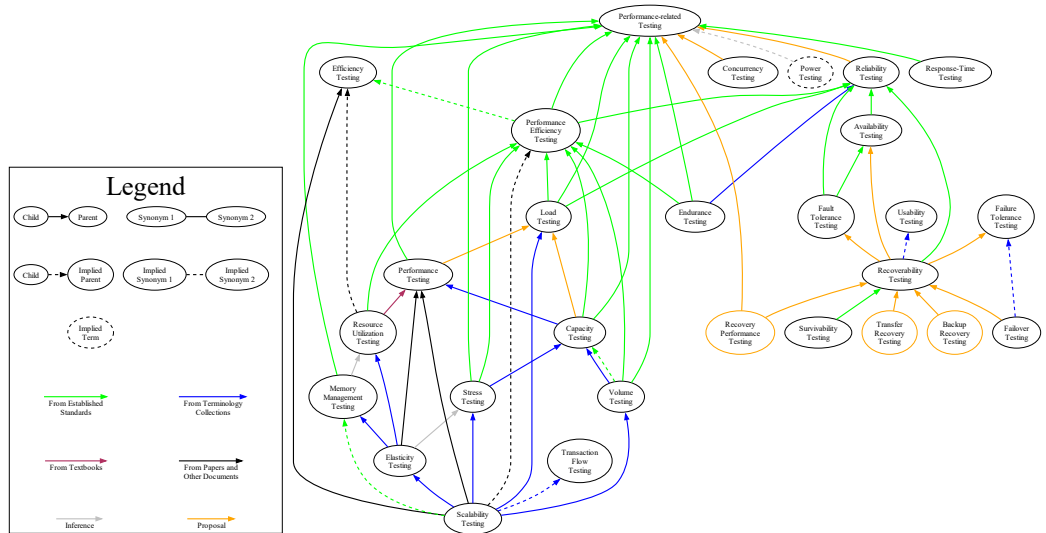 Performance-related
Testing
Efficiency
Testing
Concurrency
Testing
Power
Testing
Reliability
Testing
Response-Time
Testing
Performance
Efficiency
Testing
Availability
Testing
Load
Testing
Endurance
Testing
Fault
Tolerance
Testing
Usability
Testing
Failure
Tolerance
Testing
Performance
Testing
Recoverability
Testing
Resource
Utilization
Testing
Capacity
Testing
Recovery
Performance
Testing
Survivability
Testing
Transfer
Recovery
Testing
Backup
Recovery
Testing
Failover
Testing
Memory
Management
Testing
Stress
Testing
Volume
Testing
Elasticity
Testing
Transaction
Flow
Testing
Scalability
Testing
Legend
Child
Parent
Synonym 1
Synonym 2
Child
Implied
Parent
Implied
Synonym 1
Implied
Synonym 2
Implied
Term
From Established
Standards
From Terminology
Collections
From Textbooks
From Papers and
Other Documents
Inference
Proposal